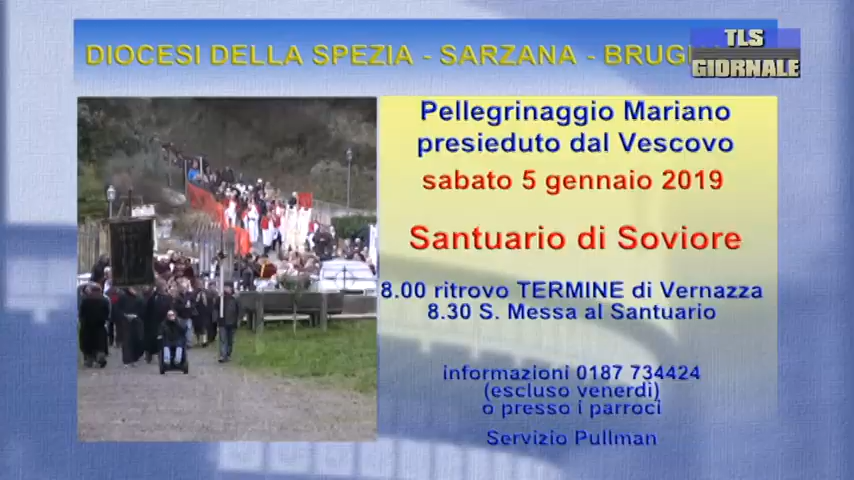 DIOCESI DELLA SPEZIA - SARZANA -
TLS
GIORNALE
Pellegrinaggio Mariano
presieduto dal Vescovo
sabato 5 gennaio 2019
Santuario di Soviore
8.00 ritrovo TERMINE di Vernazza
8.30 S. Messa al Santuario
informazioni 0187 734424
(escluso venerdì)
o presso i parroci
Servizio Pullman